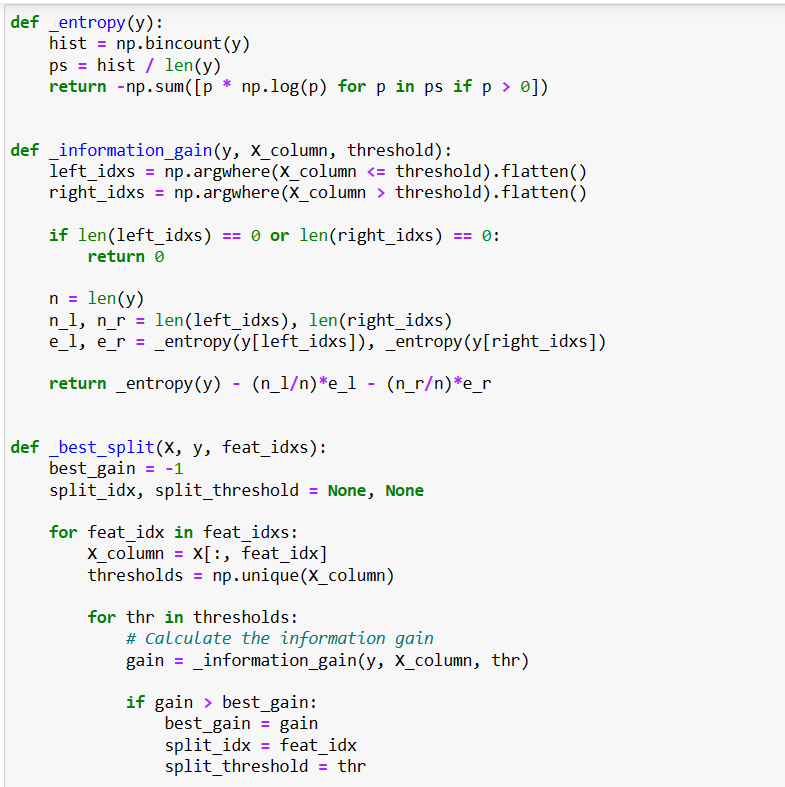 def _entropy(y):
    hist = np.bincount(y)
    ps = hist / len(y)
    return -np.sum([p * np.log(p) for p in ps if p > 0])


def _information_gain(y, X_column, threshold):
    left_idxs = np.argwhere(X_column <= threshold).flatten()
    right_idxs = np.argwhere(X_column > threshold).flatten()

    if len(left_idxs) == 0 or len(right_idxs) == 0:
        return 0

    n = len(y)
    n_l, n_r = len(left_idxs), len(right_idxs)
    e_l, e_r = _entropy(y[left_idxs]), _entropy(y[right_idxs])

    return _entropy(y) - (n_l/n)*e_l - (n_r/n)*e_r


def _best_split(X, y, feat_idxs):
    best_gain = -1
    split_idx, split_threshold = None, None

    for feat_idx in feat_idxs:
        X_column = X[:, feat_idx]
        thresholds = np.unique(X_column)

        for thr in thresholds:
            # Calculate the information gain
            gain = _information_gain(y, X_column, thr)

            if gain > best_gain:
                best_gain = gain
                split_idx = feat_idx
                split_threshold = thr